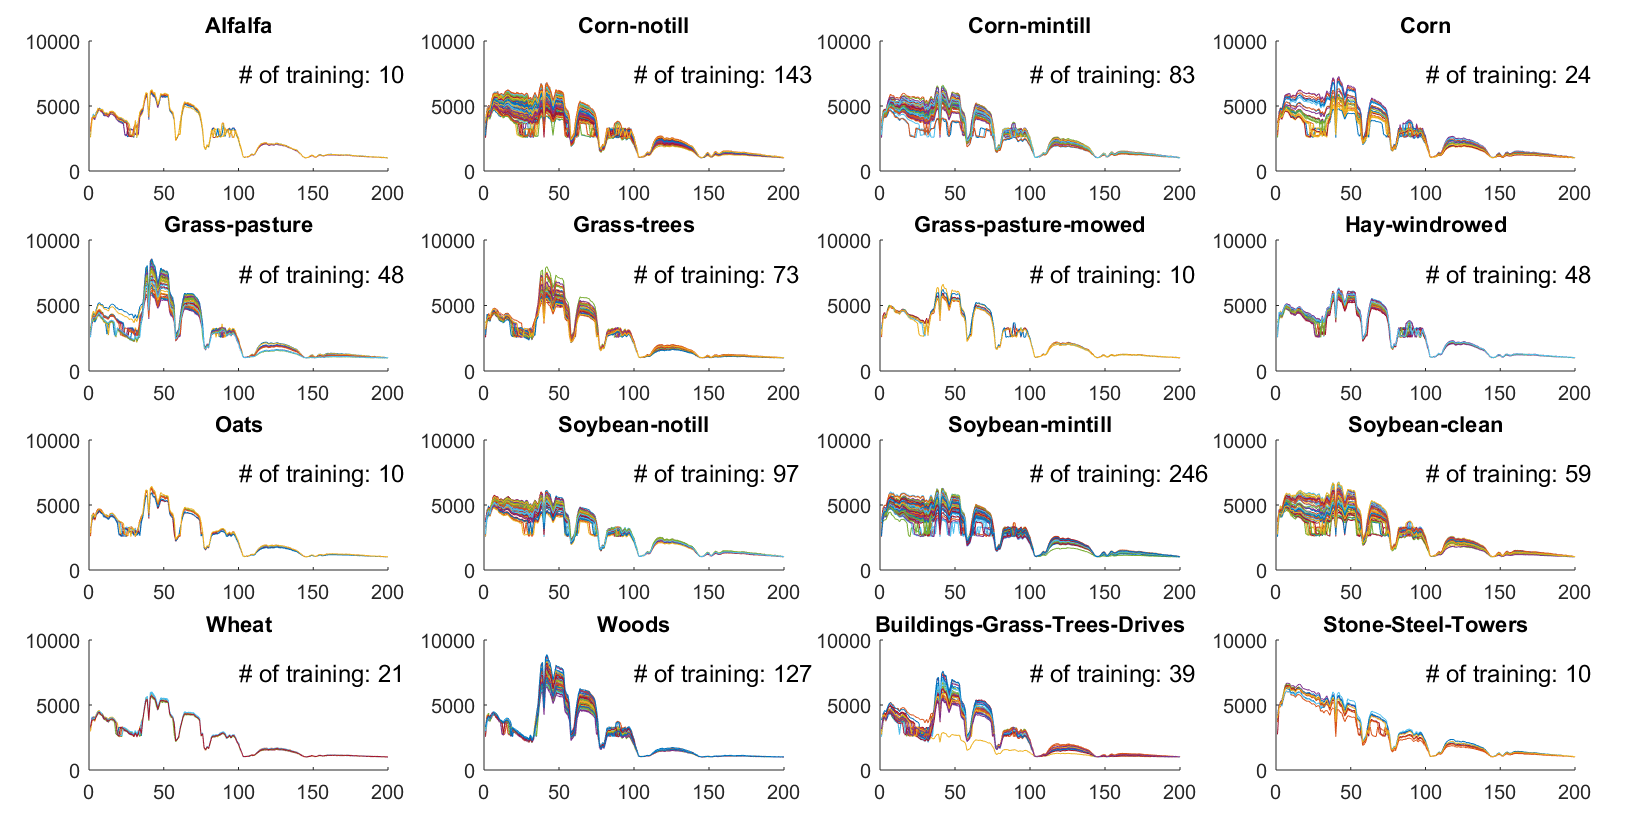 Alfalfa
10000
5000
0
# of training: 10
0 50 100 150 200
Corn-notill
10000
5000
0
# of training: 143
0 50 100 150 200
Corn-mintill
10000
5000
0
# of training: 83
0 50 100 150 200
Corn
10000
5000
0
# of training: 24
0 50 100 150 200
Grass-pasture
10000
5000
0
# of training: 48
0 50 100 150 200
Grass-trees
10000
5000
0
# of training: 73
0 50 100 150 200
Grass-pasture-mowed
10000
5000
0
# of training: 10
0 50 100 150 200
Hay-windrowed
10000
5000
0
# of training: 48
0 50 100 150 200
Oats
10000
5000
0
# of training: 10
0 50 100 150 200
Soybean-notill
10000
5000
0
# of training: 97
0 50 100 150 200
Soybean-mintill
10000
5000
0
# of training: 246
0 50 100 150 200
Soybean-clean
10000
5000
0
# of training: 59
0 50 100 150 200
Wheat
10000
5000
0
# of training: 21
0 50 100 150 200
Woods
10000
5000
0
# of training: 127
0 50 100 150 200
Buildings-Grass-Trees-Drives
10000
5000
0
# of training: 39
0 50 100 150 200
Stone-Steel-Towers
10000
5000
0
# of training: 10
0 50 100 150 200